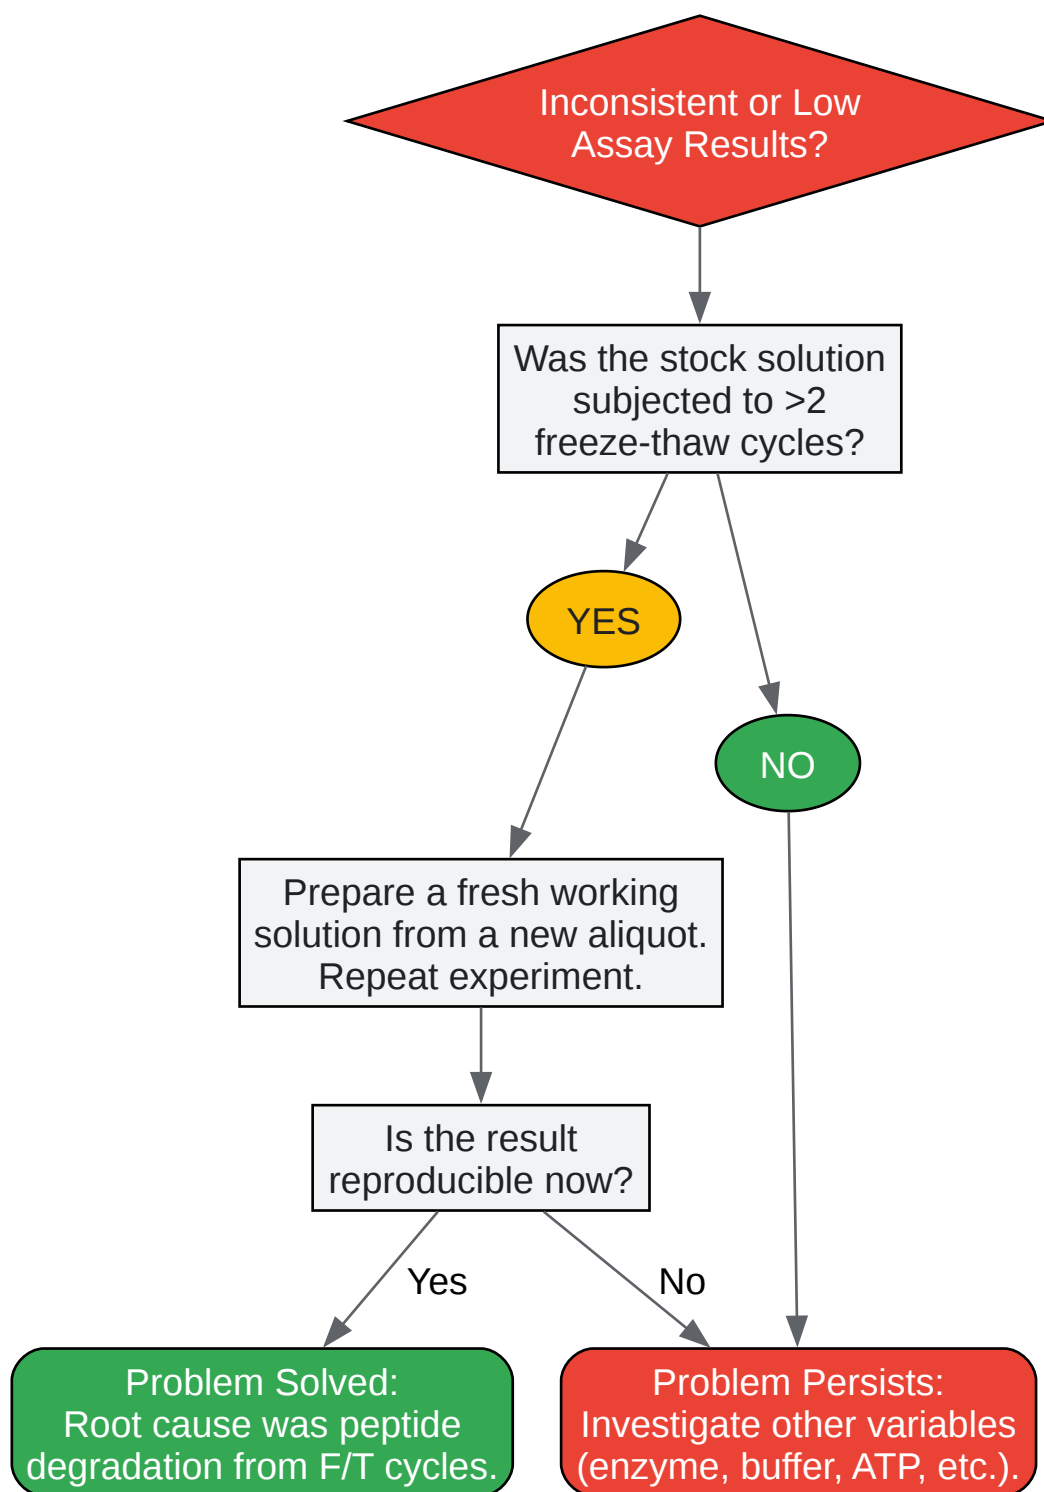 Inconsistent or Low
Assay Results?
Was the stock solution
subjected to >2
freeze-thaw cycles?
YES
NO
Prepare a fresh working
solution from a new aliquot.
Repeat experiment.
Is the result
reproducible now?
Yes
No
Problem Solved:
Root cause was peptide
degradation from F/T cycles.
Problem Persists:
Investigate other variables
(enzyme, buffer, ATP, etc.).